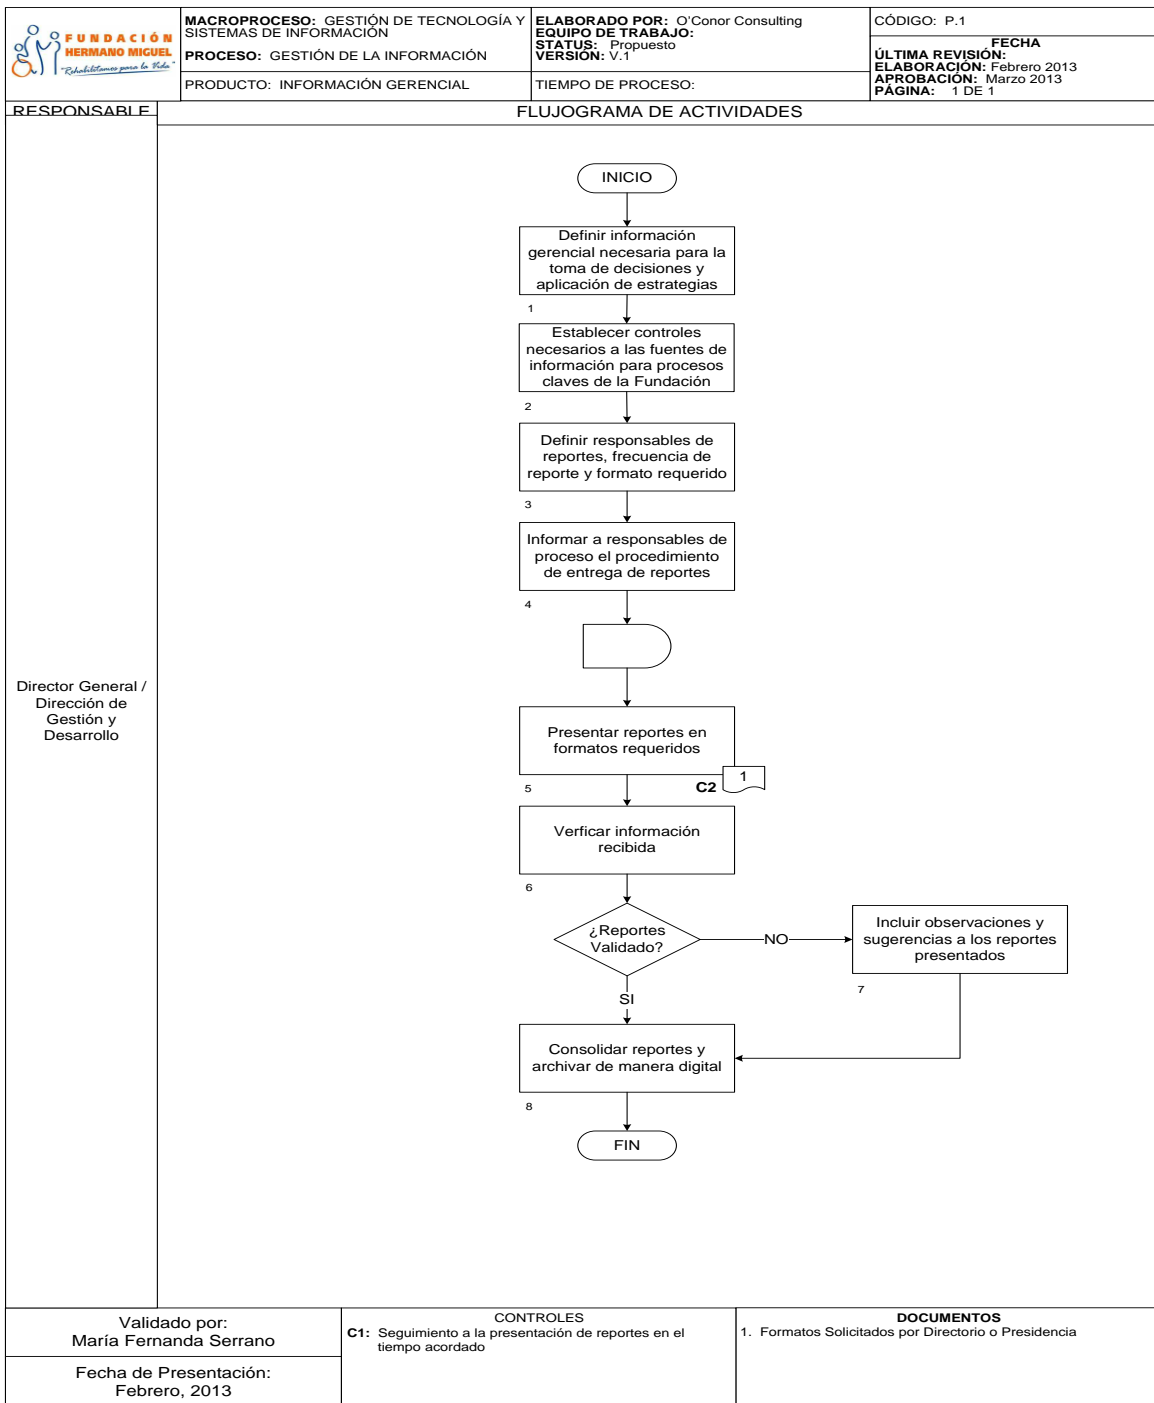 FUNDACIÓN
HERMANO MIGUEL
"Rehabilitamos para la Vida"
MACROPROCESO: GESTIÓN DE TECNOLOGÍA Y
SISTEMAS DE INFORMACIÓN
PROCESO: GESTIÓN DE LA INFORMACIÓN
PRODUCTO: INFORMACIÓN GERENCIAL
ELABORADO POR: O'Conor Consulting
EQUIPO DE TRABAJO:
STATUS: Propuesto
VERSIÓN: V.1
TIEMPO DE PROCESO:
CÓDIGO: P.1
FECHA
ÚLTIMA REVISIÓN:
ELABORACIÓN: Febrero 2013
APROBACIÓN: Marzo 2013
PÁGINA: 1 DE 1
RESPONSABLE
FLUJOGRAMA DE ACTIVIDADES
INICIO
Definir información
gerencial necesaria para la
toma de decisiones y
aplicación de estrategias
1
Establecer controles
necesarios a las fuentes de
información para procesos
claves de la Fundación
2
Definir responsables de
reportes, frecuencia de
reporte y formato requerido
3
Informar a responsables de
proceso el procedimiento
de entrega de reportes
4
Director General /
Dirección de
Gestión y
Desarrollo
Presentar reportes en
formatos requeridos
5
C2
1
Verficar información
recibida
6
¿Reportes
Validado?
NO
Incluir observaciones y
sugerencias a los reportes
presentados
7
SI
Consolidar reportes y
archivar de manera digital
8
FIN
Validado por:
María Fernanda Serrano
Fecha de Presentación:
Febrero, 2013
CONTROLES
C1: Seguimiento a la presentación de reportes en el
tiempo acordado
DOCUMENTOS
1. Formatos Solicitados por Directorio o Presidencia